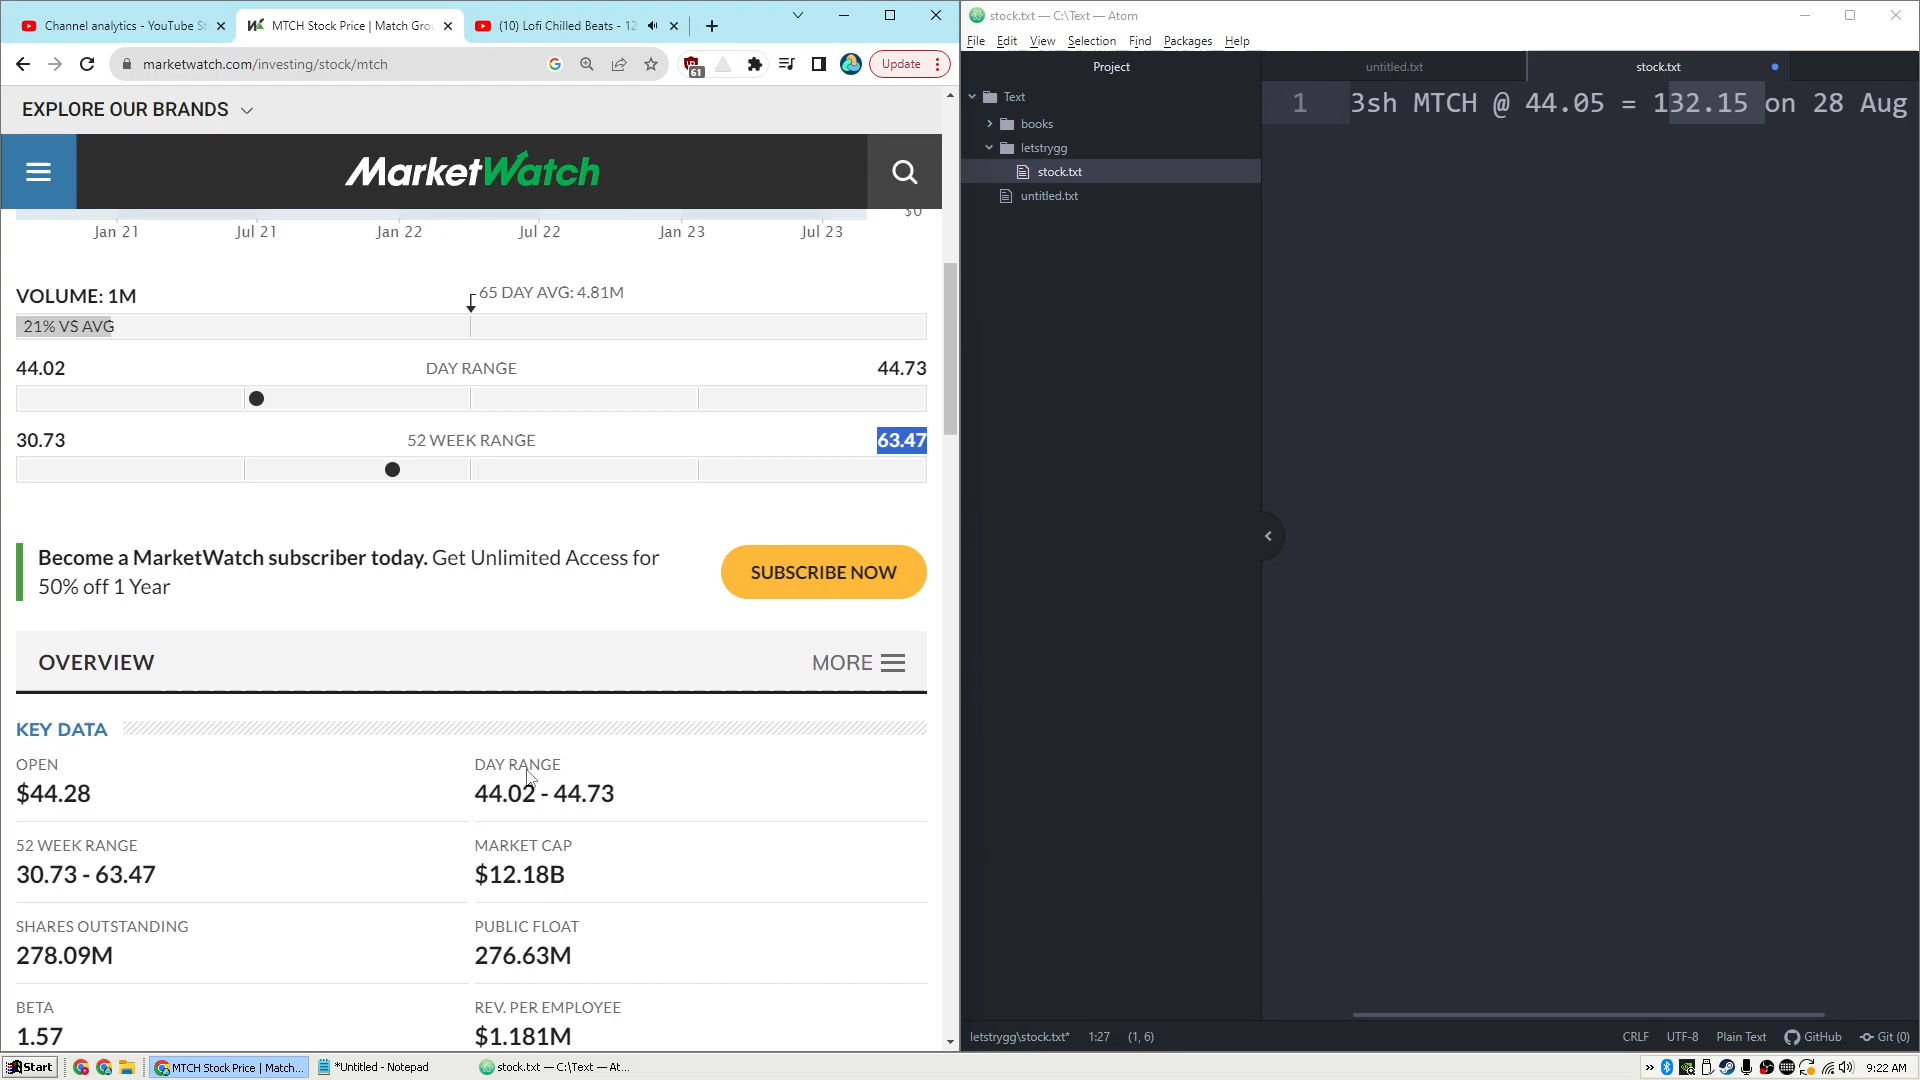 Channel analytics - YouTube St
MTCH Stock Price | Match Grou
(10) Lofi Chilled Beats - 12
marketwatch.com/investing/stock/mtch
61
Update
EXPLORE OUR BRANDS
MarketWatch
$0
Jan 21
Jul 21
Jan 22
Jul 22
Jan 23
Jul 23
VOLUME: 1M
65 DAY AVG: 4.81M
21% VS AVG
44.02
DAY RANGE
44.73
30.73
52 WEEK RANGE
63.47
Become a MarketWatch subscriber today. Get Unlimited Access for
50% off 1 Year
SUBSCRIBE NOW
OVERVIEW
MORE
KEY DATA
OPEN
$44.28
DAY RANGE
44.02 - 44.73
52 WEEK RANGE
30.73 - 63.47
MARKET CAP
$12.18B
SHARES OUTSTANDING
278.09M
PUBLIC FLOAT
276.63M
BETA
1.57
REV. PER EMPLOYEE
$1.181M
stock.txt — C:\Text — Atom
File Edit View Selection Find Packages Help
Project
Text
books
letstrygg
stock.txt
untitled.txt
untitled.txt
stock.txt
1
3sh MTCH @ 44.05 = 132.15 on 28 Aug
letstrygg\stock.txt* 1:27 (1, 6)
CRLF UTF-8 Plain Text GitHub Git (0)
Start
MTCH Stock Price | Match...
*Untitled - Notepad
stock.txt — C:\Text — At...
9:22 AM